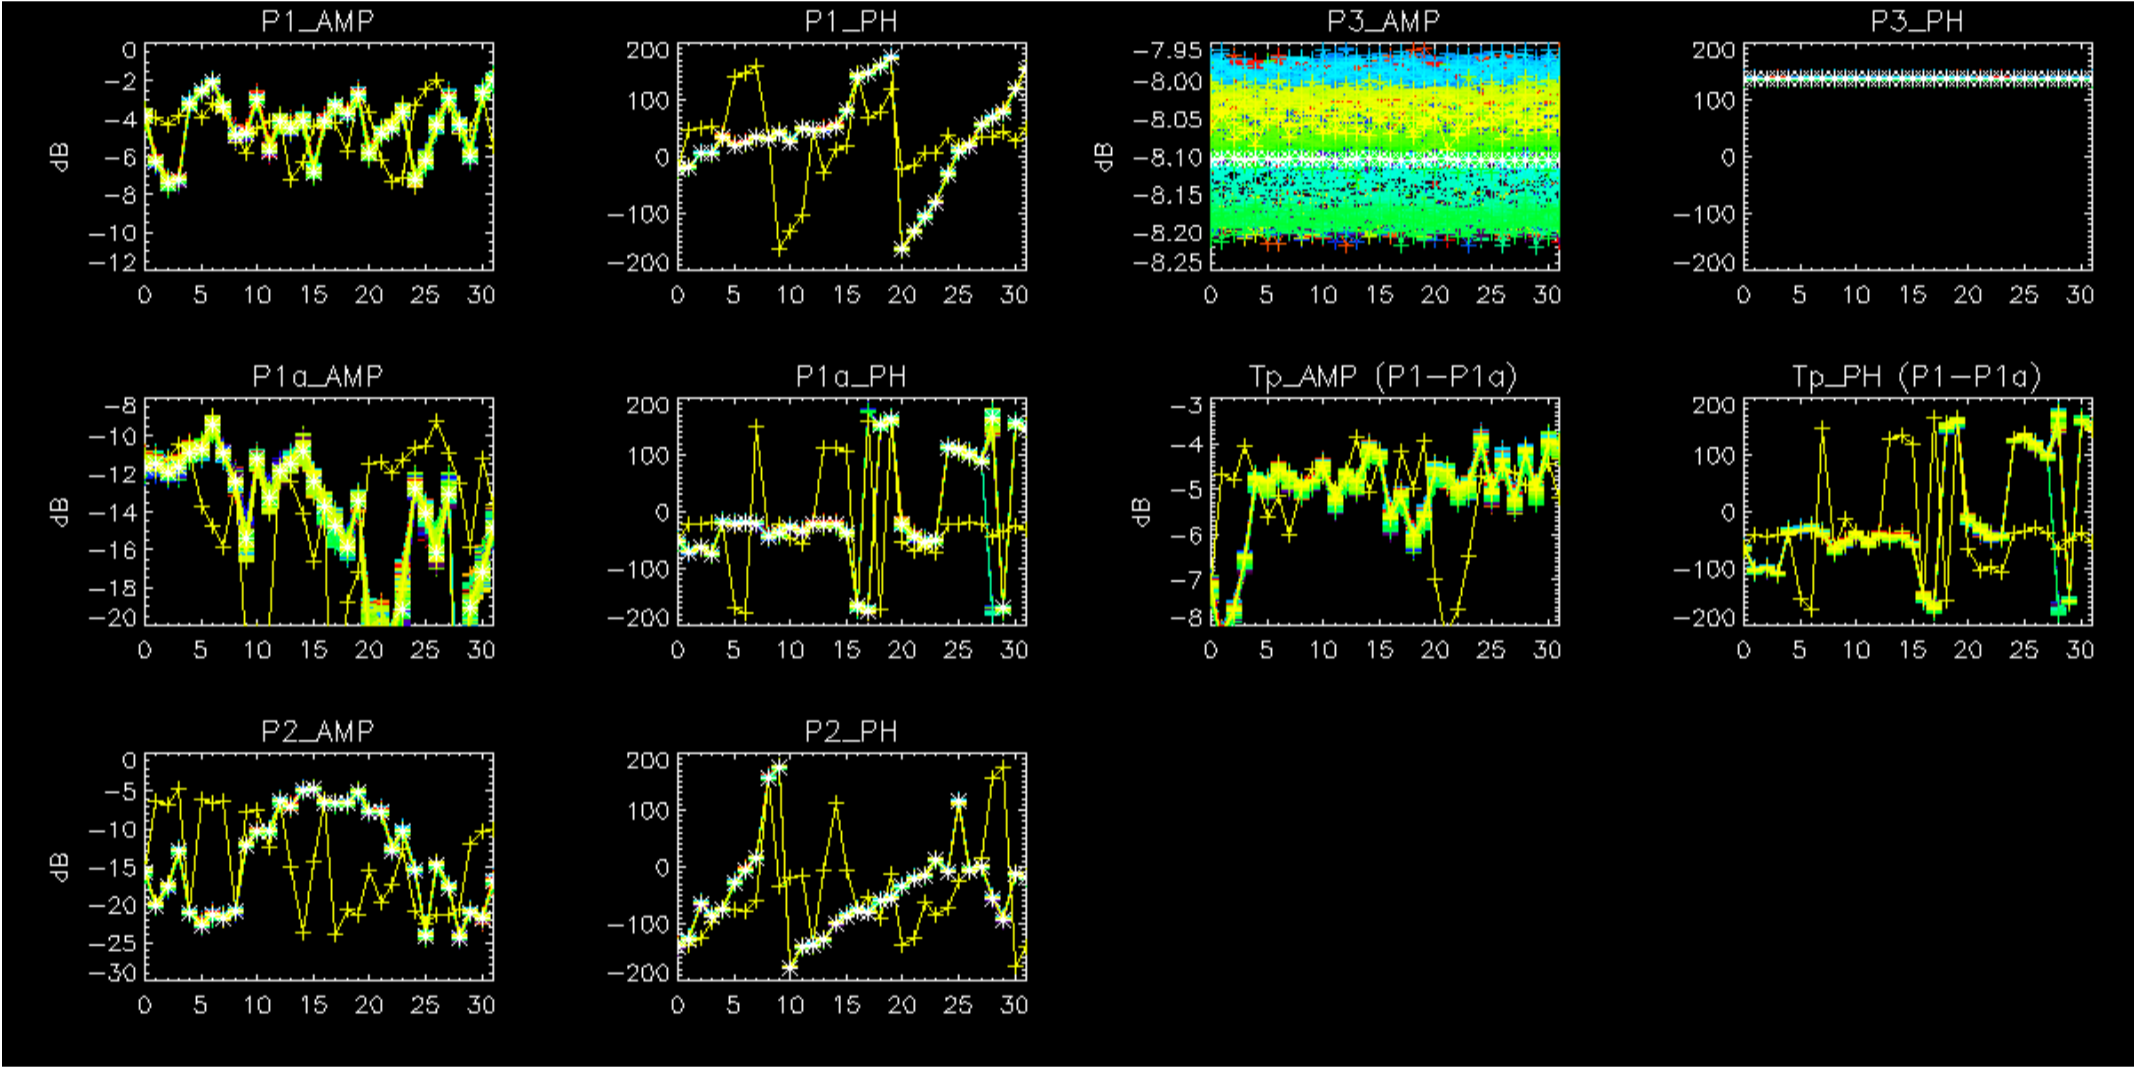 P1_AMP P1_PH P3_AMP P3_PH
0 200 -7.95 200
-2 100 -8.00 100
-4 0 -8.05 0
-6 -100 -8.10 -100
-8 -200 -8.15 -200
-10 -8.20
-12 -8.25
dB dB
0 5 10 15 20 25 30 0 5 10 15 20 25 30 0 5 10 15 20 25 30 0 5 10 15 20 25 30
P1a_AMP P1a_PH Tp_AMP (P1-P1a) Tp_PH (P1-P1a)
-8 200 -3 200
-10 100 -4 100
-12 0 -5 0
-14 -100 -6 -100
-16 -200 -7 -200
-18 -8
-20
dB dB
0 5 10 15 20 25 30 0 5 10 15 20 25 30 0 5 10 15 20 25 30 0 5 10 15 20 25 30
P2_AMP P2_PH
0 200
-5 100
-10 0
-15 -100
-20 -200
-25
-30
dB
0 5 10 15 20 25 30 0 5 10 15 20 25 30